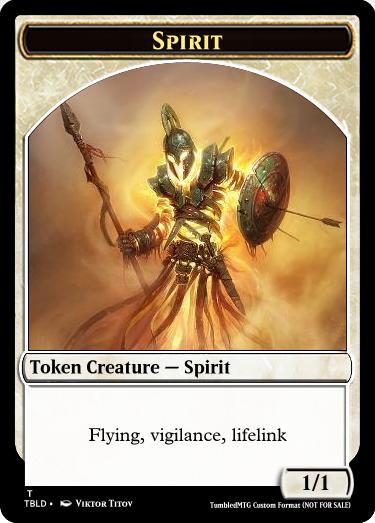 SPIRIT
Token Creature — Spirit
Flying, vigilance, lifelink
1/1
T
TBLD • VIKTOR TITOV
TumbledMTG Custom Format (NOT FOR SALE)